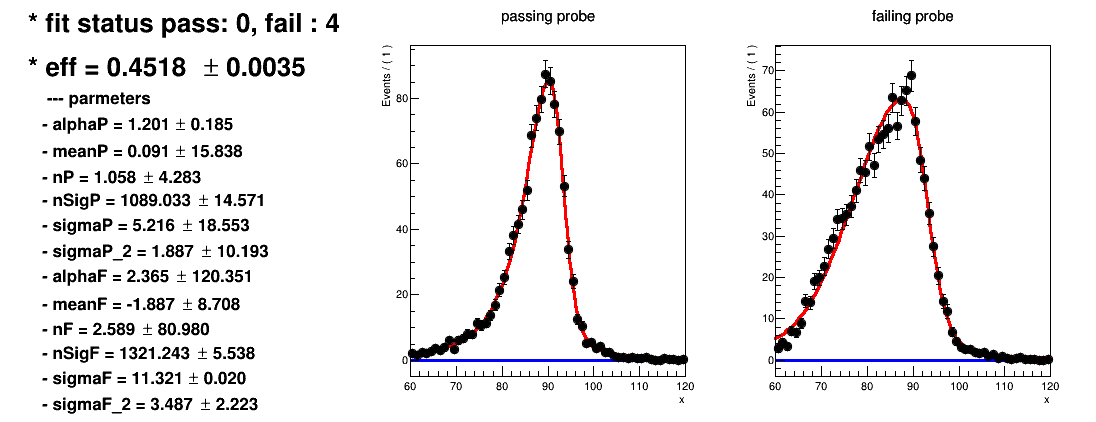 * fit status pass: 0, fail : 4
* eff = 0.4518 ± 0.0035
--- parmeters
- alphaP = 1.201 ± 0.185
- meanP = 0.091 ± 15.838
- nP = 1.058 ± 4.283
- nSigP = 1089.033 ± 14.571
- sigmaP = 5.216 ± 18.553
- sigmaP_2 = 1.887 ± 10.193
- alphaF = 2.365 ± 120.351
- meanF = -1.887 ± 8.708
- nF = 2.589 ± 80.980
- nSigF = 1321.243 ± 5.538
- sigmaF = 11.321 ± 0.020
- sigmaF_2 = 3.487 ± 2.223
passing probe
Events / ( 1 )
80
60
40
20
0
60 70 80 90 100 110 120
x
failing probe
Events / ( 1 )
70
60
50
40
30
20
10
0
60 70 80 90 100 110 120
x